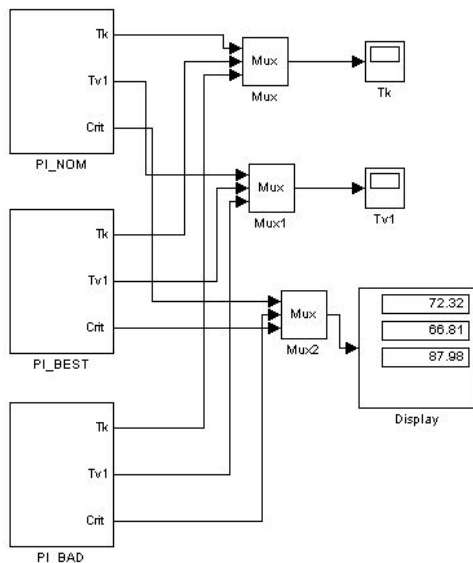 Tk
Tv1
Crit
PI_NOM
Mux
Mux
Tk
Tk
Tv1
Crit
PI_BEST
Mux
Mux1
Tv1
Mux
Mux2
72.32
66.81
87.98
Display
Tk
Tv1
Crit
PI_BAD